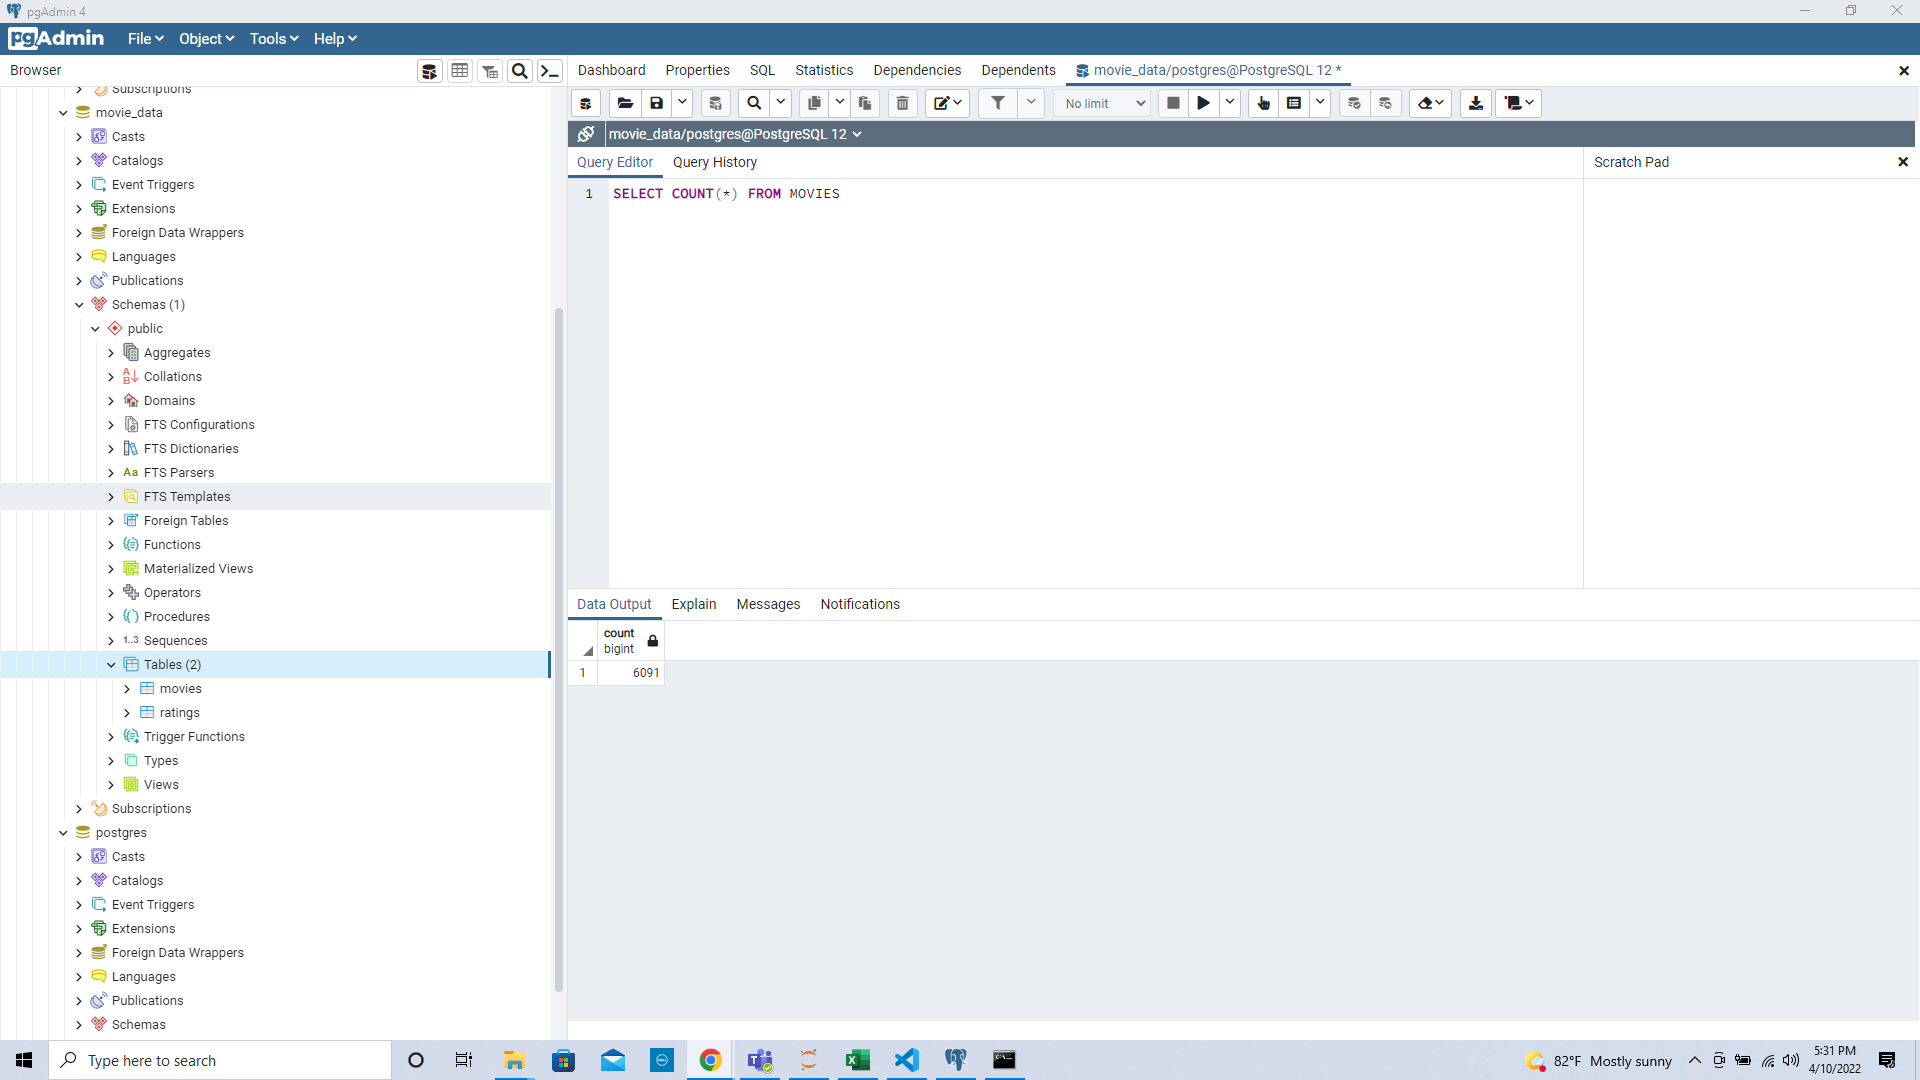 pgAdmin 4
pgAdmin File Object Tools Help
Browser
Dashboard Properties SQL Statistics Dependencies Dependents movie_data/postgres@PostgreSQL 12 *
No limit
movie_data/postgres@PostgreSQL 12
Query Editor Query History
Scratch Pad
1 SELECT COUNT(*) FROM MOVIES
Subscriptions
movie_data
Casts
Catalogs
Event Triggers
Extensions
Foreign Data Wrappers
Languages
Publications
Schemas (1)
public
Aggregates
Collations
Domains
FTS Configurations
FTS Dictionaries
Aa FTS Parsers
FTS Templates
Foreign Tables
Functions
Materialized Views
Operators
Procedures
1..3 Sequences
Tables (2)
movies
ratings
Trigger Functions
Types
Views
Subscriptions
postgres
Casts
Catalogs
Event Triggers
Extensions
Foreign Data Wrappers
Languages
Publications
Schemas
Data Output Explain Messages Notifications
count
bigint
1 6091
Type here to search
82°F Mostly sunny
5:31 PM
4/10/2022